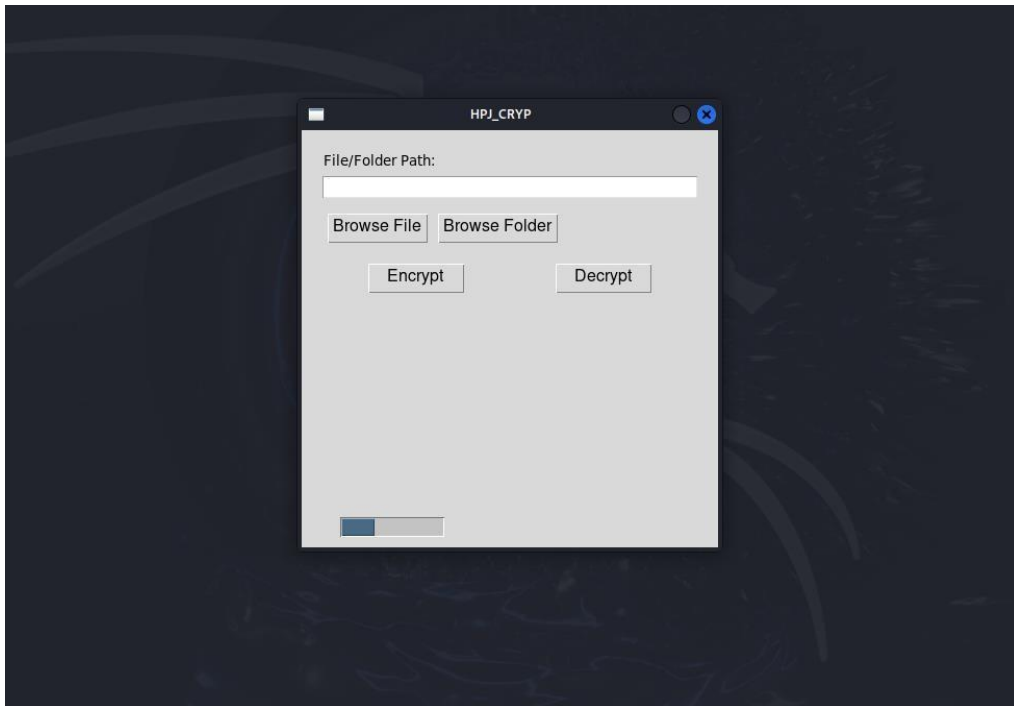 HPJ_CRYP
File/Folder Path:
Browse File Browse Folder
Encrypt Decrypt